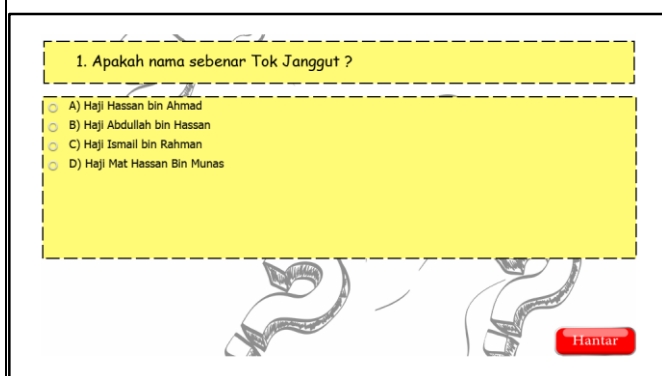 1. Apakah nama sebenar Tok Janggut ?
A) Haji Hassan bin Ahmad
B) Haji Abdullah bin Hassan
C) Haji Ismail bin Rahman
D) Haji Mat Hassan Bin Munas
Hantar